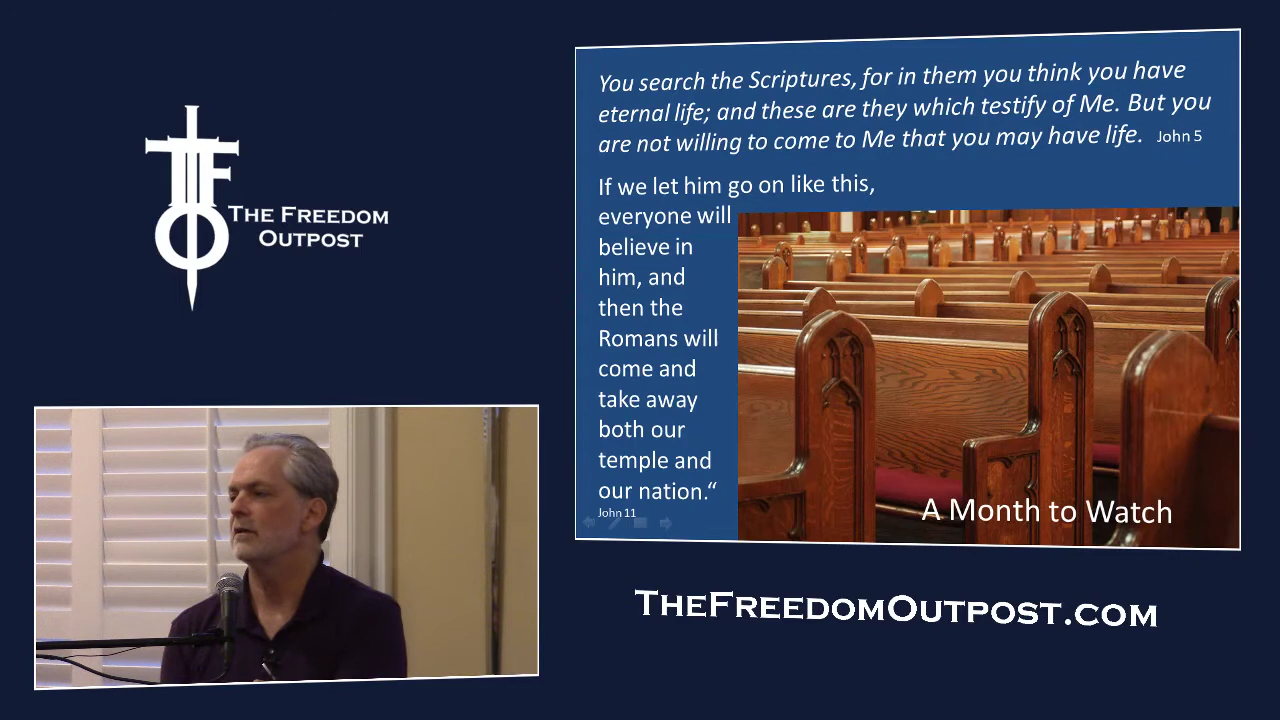 THE FREEDOM
OUTPOST
You search the Scriptures, for in them you think you have
eternal life; and these are they which testify of Me. But you
are not willing to come to Me that you may have life. John 5
If we let him go on like this,
everyone will
believe in
him, and
then the
Romans will
come and
take away
both our
temple and
our nation.“
John 11
A Month to Watch
THEFREEDOMOUTPOST.COM